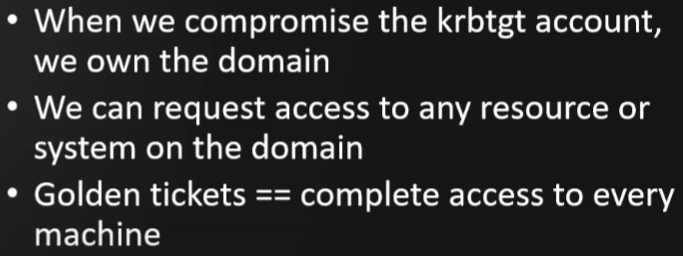 • When we compromise the krbtgt account,
we own the domain
• We can request access to any resource or
system on the domain
• Golden tickets == complete access to every
machine